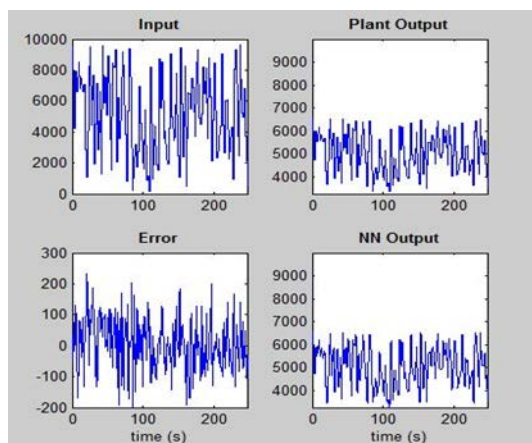 Input
10000
8000
6000
4000
2000
0
0 100 200
Plant Output
9000
8000
7000
6000
5000
4000
0 100 200
Error
300
200
100
0
-100
-200
0 100 200
time (s)
NN Output
9000
8000
7000
6000
5000
4000
0 100 200
time (s)